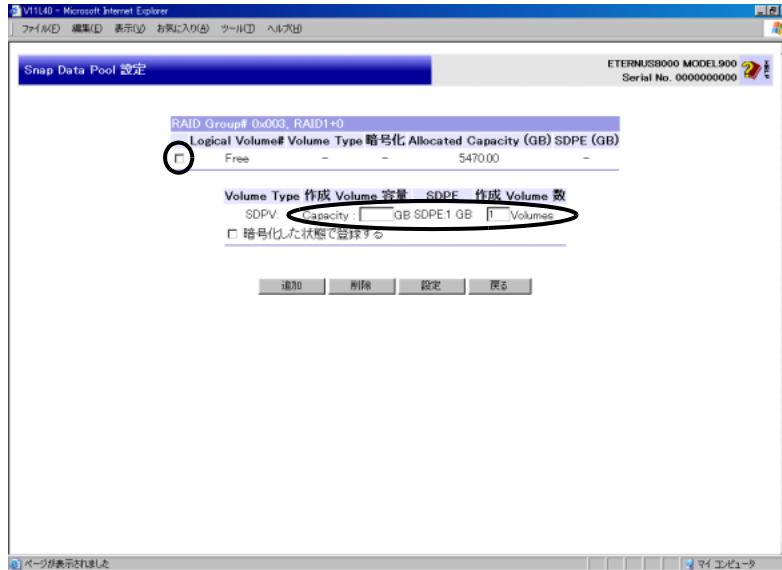 V11L40 - Microsoft Internet Explorer
ファイル(F) 編集(E) 表示(V) お気に入り(A) ツール(T) ヘルプ(H)
Snap Data Pool 設定
ETERNUS8000 MODEL900
Serial No. 0000000000
HELP
RAID Group# 0x003, RAID1+0
Logical Volume# Volume Type 暗号化 Allocated Capacity (GB) SDPE (GB)
Free - - 5470.00 -
Volume Type 作成 Volume 容量 SDPE 作成 Volume 数
SDPV: Capacity : GB SDPE:1 GB 1 Volumes
暗号化した状態で登録する
追加 削除 設定 戻る
ページが表示されました マイ コンピュータ